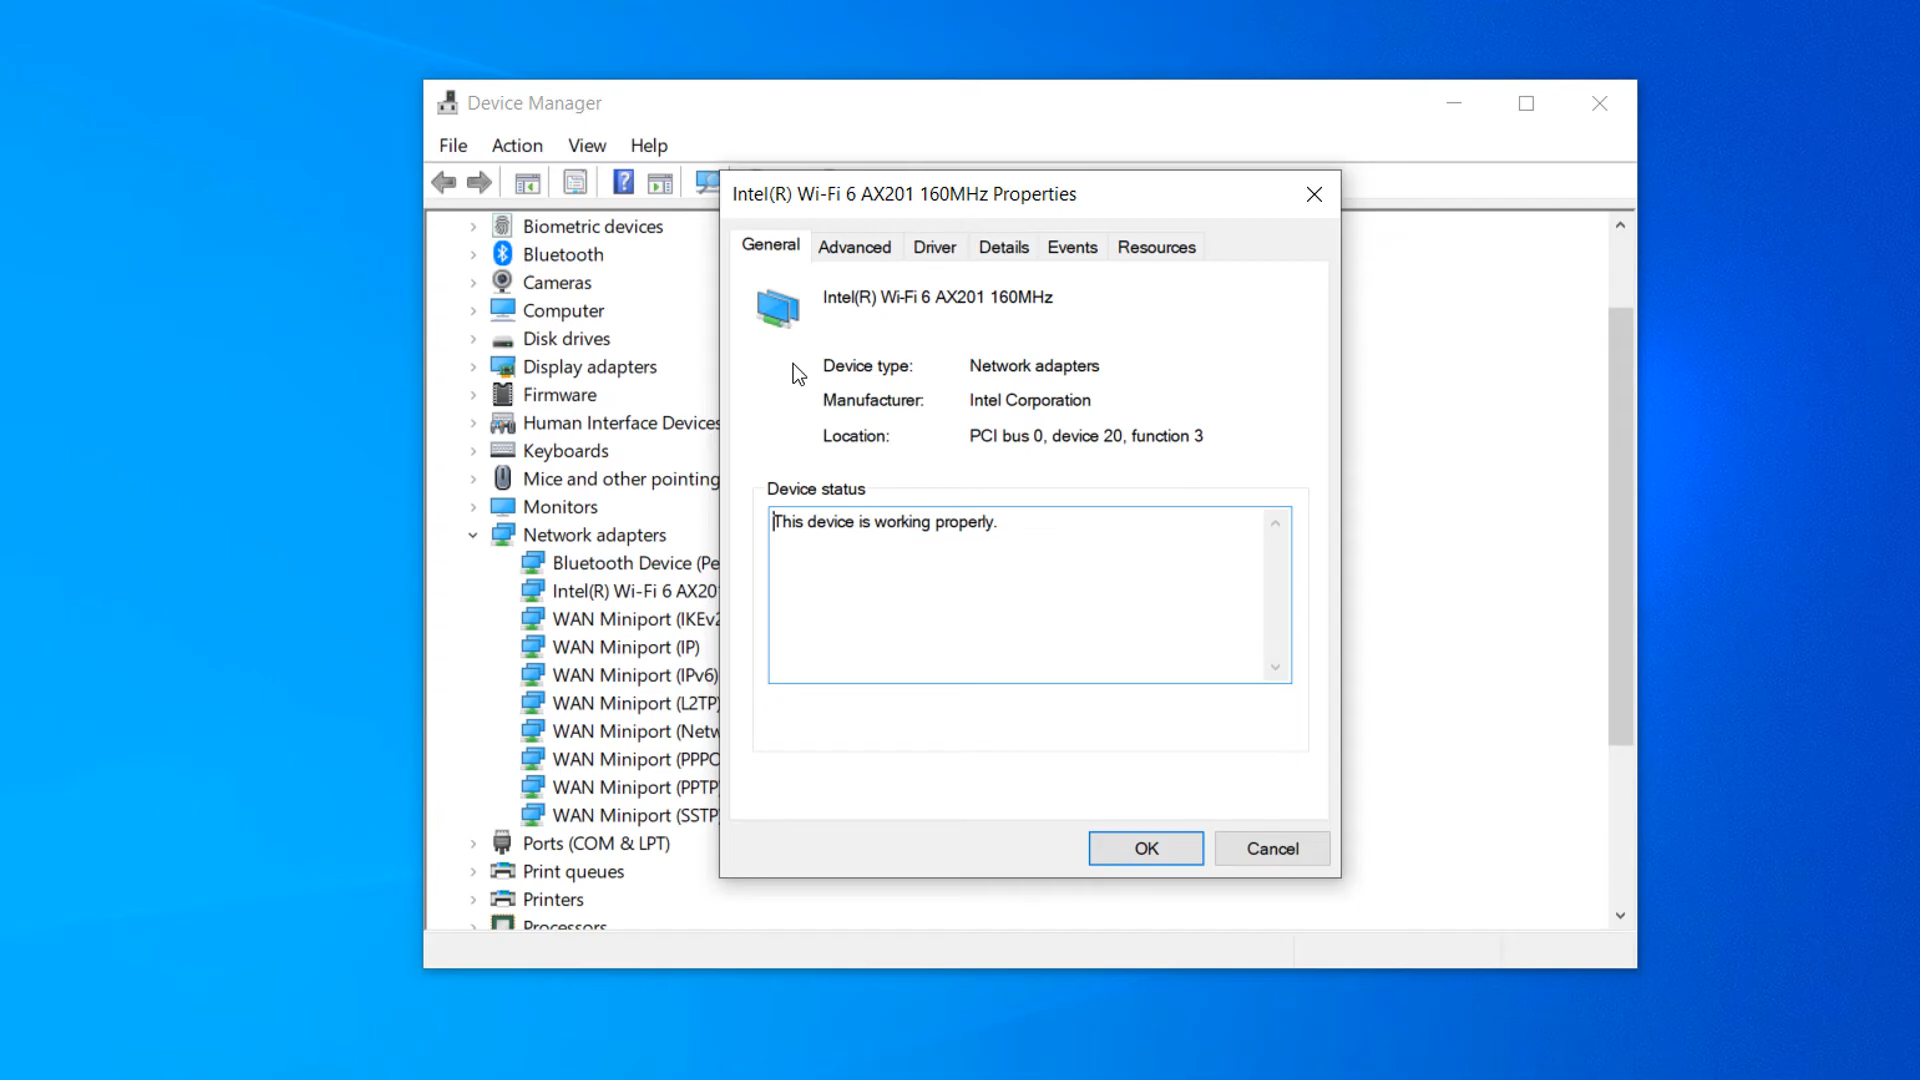 Device Manager
File Action View Help
Intel(R) Wi-Fi 6 AX201 160MHz Properties
General Advanced Driver Details Events Resources
Intel(R) Wi-Fi 6 AX201 160MHz
Device type: Network adapters
Manufacturer: Intel Corporation
Location: PCI bus 0, device 20, function 3
Device status
This device is working properly.
OK Cancel
Biometric devices
Bluetooth
Cameras
Computer
Disk drives
Display adapters
Firmware
Human Interface Devices
Keyboards
Mice and other pointing
Monitors
Network adapters
Bluetooth Device (Pe
Intel(R) Wi-Fi 6 AX20
WAN Miniport (IKEv2
WAN Miniport (IP)
WAN Miniport (IPv6)
WAN Miniport (L2TP)
WAN Miniport (Netw
WAN Miniport (PPPO
WAN Miniport (PPTP
WAN Miniport (SSTP
Ports (COM & LPT)
Print queues
Printers
Processors